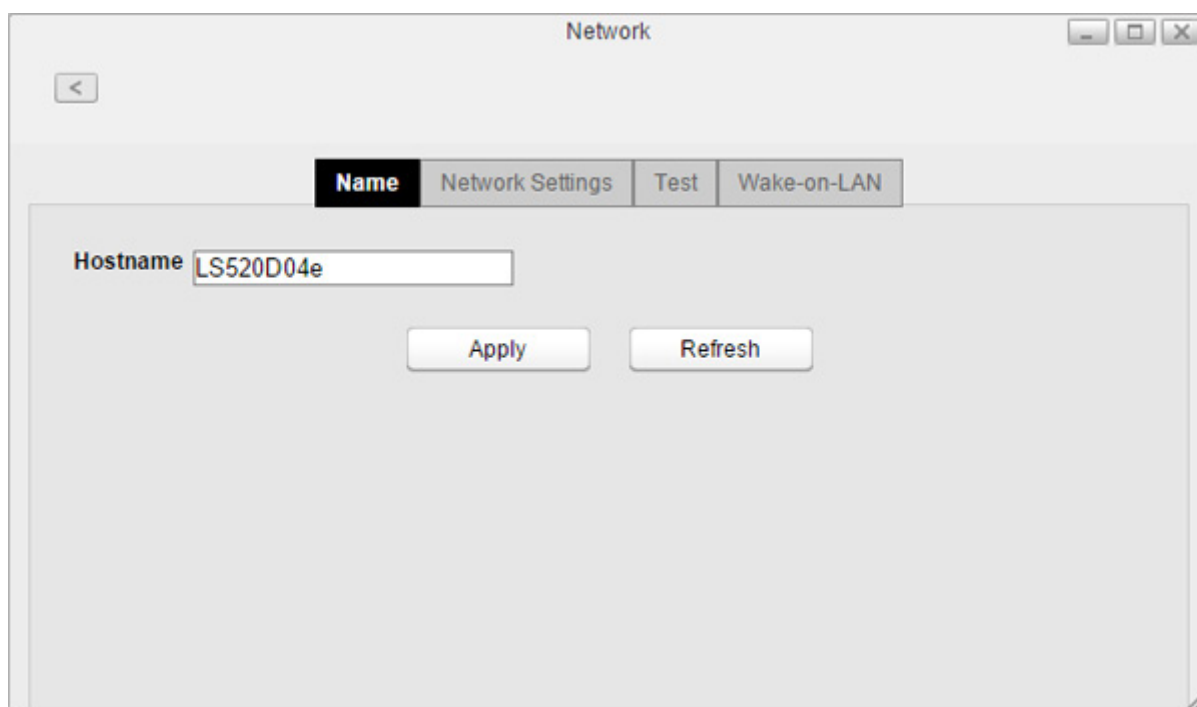 Network
<
Name Network Settings Test Wake-on-LAN
Hostname LS520D04e
Apply Refresh